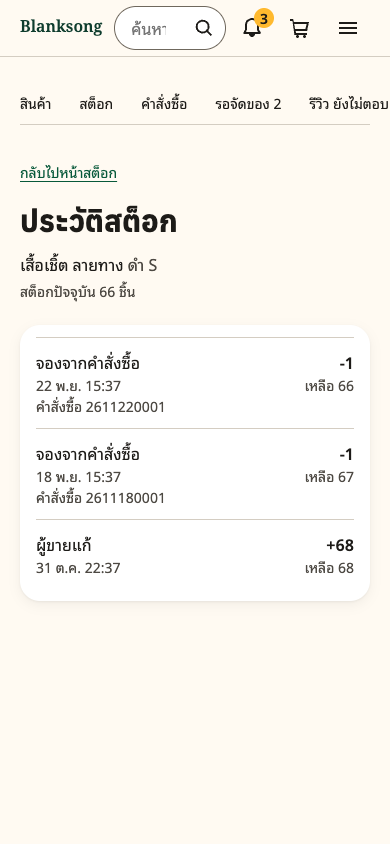 Blanksong
ค้นหา
3
สินค้า สต็อก คำสั่งซื้อ รอจัดของ 2 รีวิว ยังไม่ตอบ
กลับไปหน้าสต็อก
ประวัติสต็อก
เสื้อเชิ้ต ลายทาง ดำ S
สต็อกปัจจุบัน 66 ชิ้น
จองจากคำสั่งซื้อ -1
22 พ.ย. 15:37 เหลือ 66
คำสั่งซื้อ 2611220001
จองจากคำสั่งซื้อ -1
18 พ.ย. 15:37 เหลือ 67
คำสั่งซื้อ 2611180001
ผู้ขายแก้ +68
31 ต.ค. 22:37 เหลือ 68